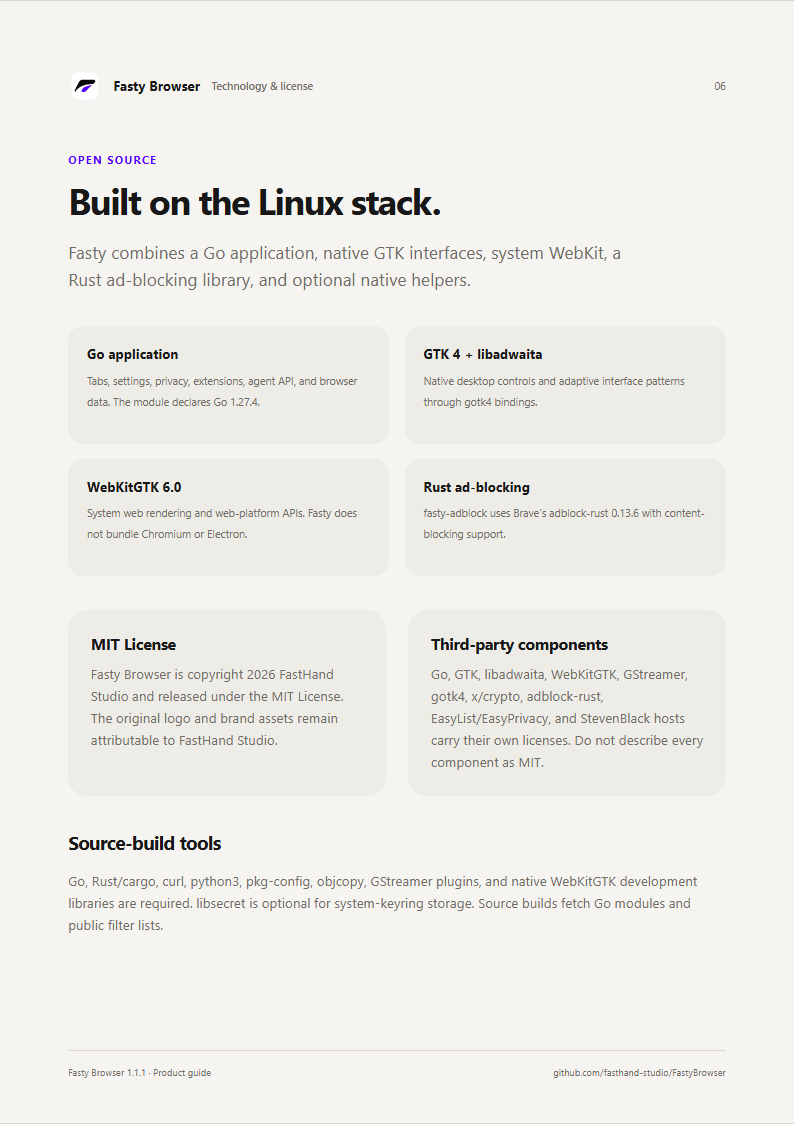 Fasty Browser Technology & license 06
OPEN SOURCE
Built on the Linux stack.
Fasty combines a Go application, native GTK interfaces, system WebKit, a
Rust ad-blocking library, and optional native helpers.
Go application
Tabs, settings, privacy, extensions, agent API, and browser
data. The module declares Go 1.27.4.
GTK 4 + libadwaita
Native desktop controls and adaptive interface patterns
through gotk4 bindings.
WebKitGTK 6.0
System web rendering and web-platform APIs. Fasty does
not bundle Chromium or Electron.
Rust ad-blocking
fasty-adblock uses Brave's adblock-rust 0.13.6 with content-
blocking support.
MIT License
Fasty Browser is copyright 2026 FastHand
Studio and released under the MIT License.
The original logo and brand assets remain
attributable to FastHand Studio.
Third-party components
Go, GTK, libadwaita, WebKitGTK, GStreamer,
gotk4, x/crypto, adblock-rust,
EasyList/EasyPrivacy, and StevenBlack hosts
carry their own licenses. Do not describe every
component as MIT.
Source-build tools
Go, Rust/cargo, curl, python3, pkg-config, objcopy, GStreamer plugins, and native WebKitGTK development
libraries are required. libsecret is optional for system-keyring storage. Source builds fetch Go modules and
public filter lists.
Fasty Browser 1.1.1 · Product guide
github.com/fasthand-studio/FastyBrowser